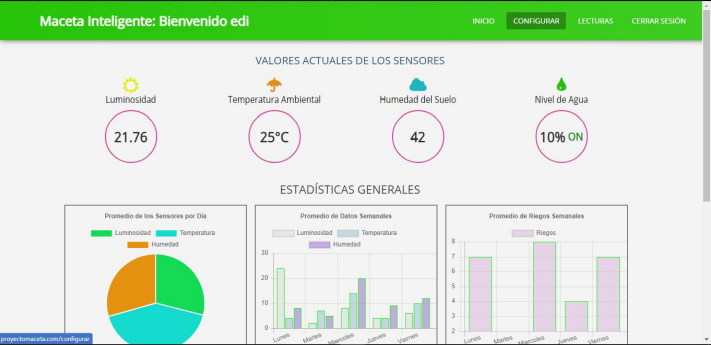 Maceta Inteligente: Bienvenido edi
INICIO CONFIGURAR LECTURAS CERRAR SESIÓN
VALORES ACTUALES DE LOS SENSORES
Luminosidad Temperatura Ambiental Humedad del Suelo Nivel de Agua
21.76 25°C 42 10% ON
ESTADÍSTICAS GENERALES
Promedio de los Sensores por Día
Luminosidad Temperatura
Humedad
Promedio de Datos Semanales
Luminosidad Temperatura
Humedad
30
20
10
0
Lunes Martes Miercoles Jueves Viernes
Promedio de Riegos Semanales
Riegos
8
7
6
5
4
3
2
Lunes Martes Miercoles Jueves Viernes
proyectomaceta.com/configurar